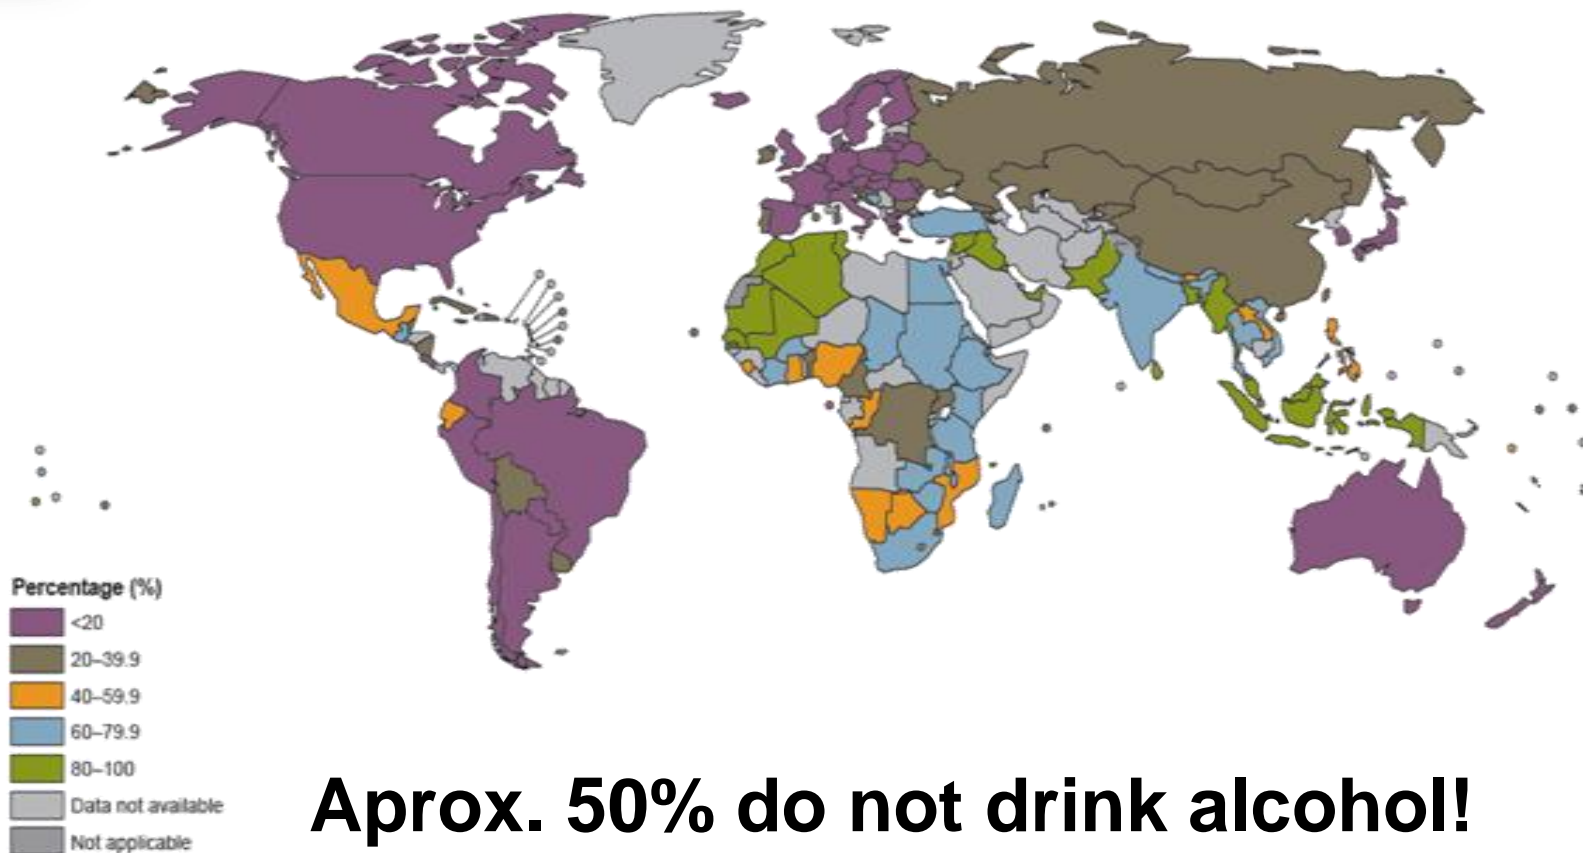 Percentage (%)
<20
20–39.9
40–59.9
60–79.9
80–100
Data not available
Not applicable
Aprox. 50% do not drink alcohol!